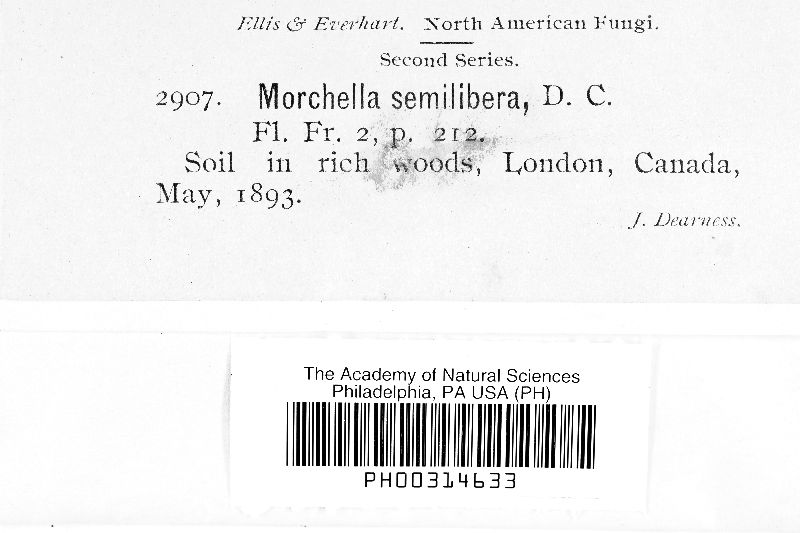 Ellis & Everhart. North American Fungi.
Second Series.
2907. Morchella semilibera, D. C.
Fl. Fr. 2, p. 212.
Soil in rich woods, London, Canada,
May, 1893.
J. Dearness.
The Academy of Natural Sciences
Philadelphia, PA USA (PH)
PH00314633